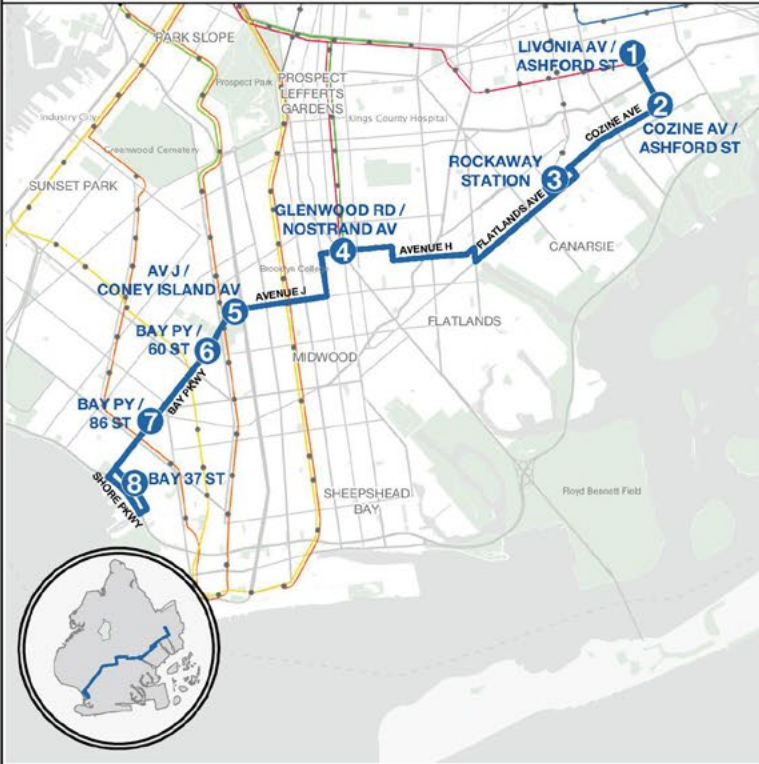 PARK SLOPE
Prospect Park
PROSPECT
LEFFERTS
GARDENS
LIVONIA AV /
ASHFORD ST
1
2
COZINE AVE
COZINE AV /
ASHFORD ST
Industry City
Kings County Hospital
Greenwood Cemetery
ROCKAWAY
STATION
3
SUNSET PARK
GLENWOOD RD /
NOSTRAND AV
4
AVENUE H
FLATLANDS AVE
CANARSIE
Brooklyn College
AV J /
CONEY ISLAND AV
AVENUE J
5
FLATLANDS
BAY PY /
60 ST
6
MIDWOOD
BAY PKWY
BAY PY /
86 ST
7
8
BAY 37 ST
SHORE PKWY
SHEEPSHEAD
BAY
Floyd Bennett Field